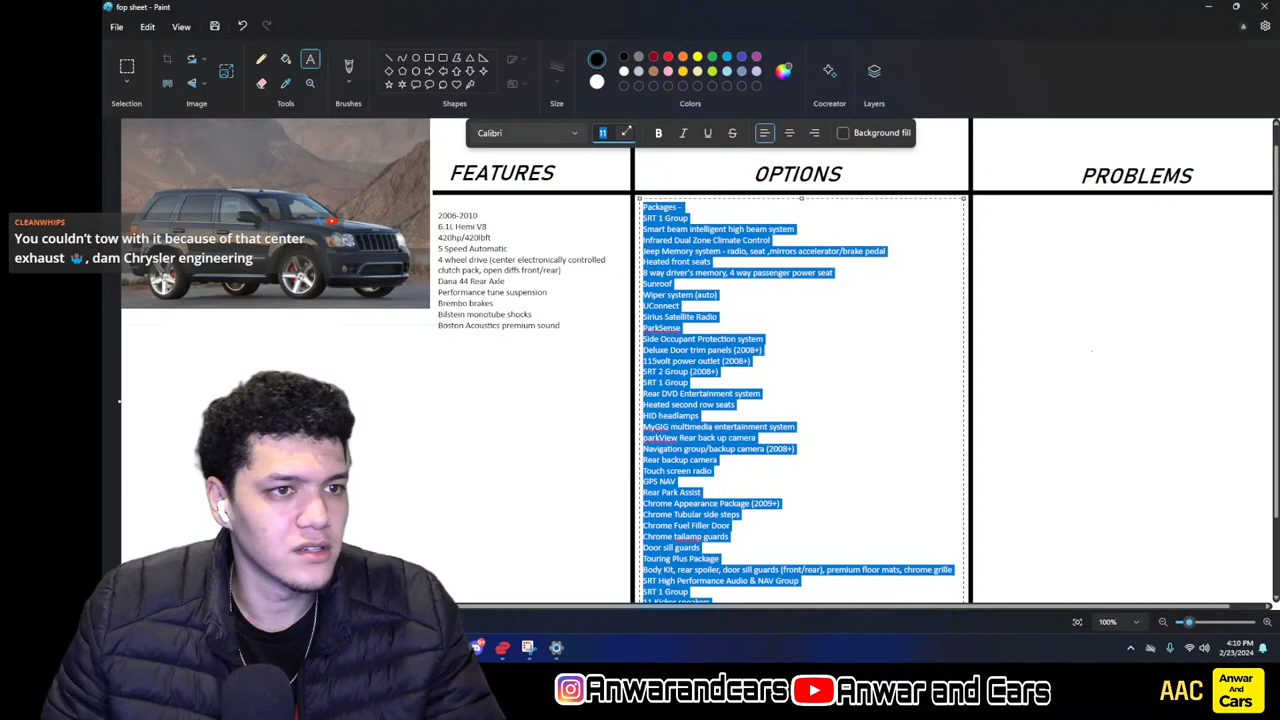 fop sheet - Paint
File
Edit
View
Selection
Image
Tools
Brushes
Shapes
Size
Colors
Cocreator
Layers
Calibri
11
B
I
U
S
Background fill
FEATURES
OPTIONS
PROBLEMS
CLEANWHIPS
You couldn't tow with it because of that center
exhaust, dam Chrysler engineering
2006-2010
6.1L Hemi V8
420hp/420lbft
5 Speed Automatic
4 wheel drive (center electronically controlled
clutch pack, open diffs front/rear)
Dana 44 Rear Axle
Performance tune suspension
Brembo brakes
Bilstein monotube shocks
Boston Acoustics premium sound
Packages -
SRT 1 Group
Smart beam intelligent high beam system
Infrared Dual Zone Climate Control
Jeep Memory system - radio, seat ,mirrors accelerator/brake pedal
Heated front seats
8 way driver's memory, 4 way passenger power seat
Sunroof
Wiper system (auto)
UConnect
Sirius Satellite Radio
ParkSense
Side Occupant Protection system
Deluxe Door trim panels (2008+)
115volt power outlet (2008+)
SRT 2 Group (2008+)
SRT 1 Group
Rear DVD Entertainment system
Heated second row seats
HID headlamps
MyGIG multimedia entertainment system
parkView Rear back up camera
Navigation group/backup camera (2008+)
Rear backup camera
Touch screen radio
GPS NAV
Rear Park Assist
Chrome Appearance Package (2009+)
Chrome Tubular side steps
Chrome Fuel Filler Door
Chrome tailamp guards
Door sill guards
Touring Plus Package
Body Kit, rear spoiler, door sill guards (front/rear), premium floor mats, chrome grille
SRT High Performance Audio & NAV Group
SRT 1 Group
11 Kicker speakers
100%
4:10 PM
2/23/2024
Anwarandcars
Anwar and Cars
AAC
Anwar
And
Cars